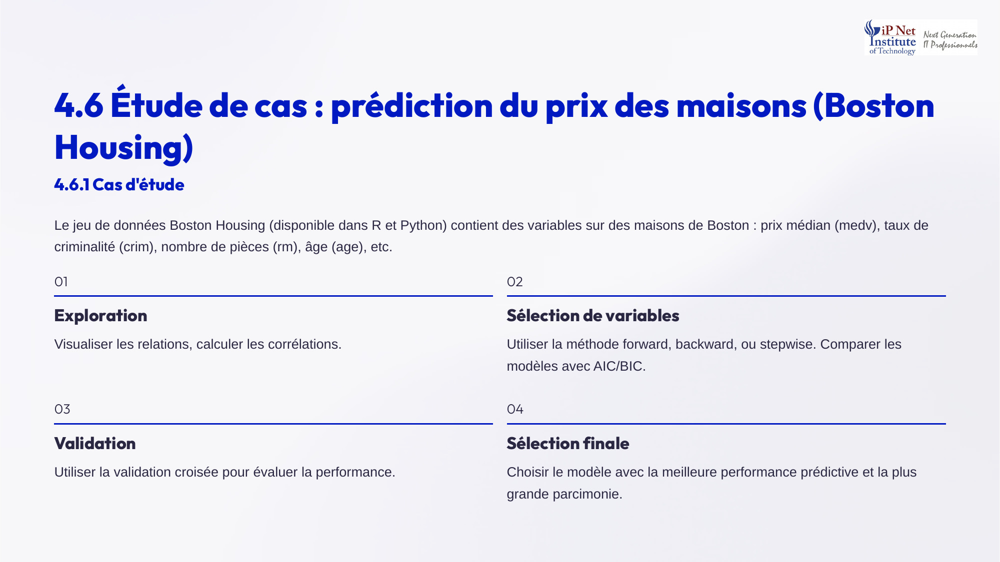 iP Net
Institute
of Technology
Next Generation
IT Professionnels
4.6 Étude de cas : prédiction du prix des maisons (Boston
Housing)
4.6.1 Cas d'étude
Le jeu de données Boston Housing (disponible dans R et Python) contient des variables sur des maisons de Boston : prix médian (medv), taux de
criminalité (crim), nombre de pièces (rm), âge (age), etc.
01
Exploration
Visualiser les relations, calculer les corrélations.
02
Sélection de variables
Utiliser la méthode forward, backward, ou stepwise. Comparer les
modèles avec AIC/BIC.
03
Validation
Utiliser la validation croisée pour évaluer la performance.
04
Sélection finale
Choisir le modèle avec la meilleure performance prédictive et la plus
grande parcimonie.